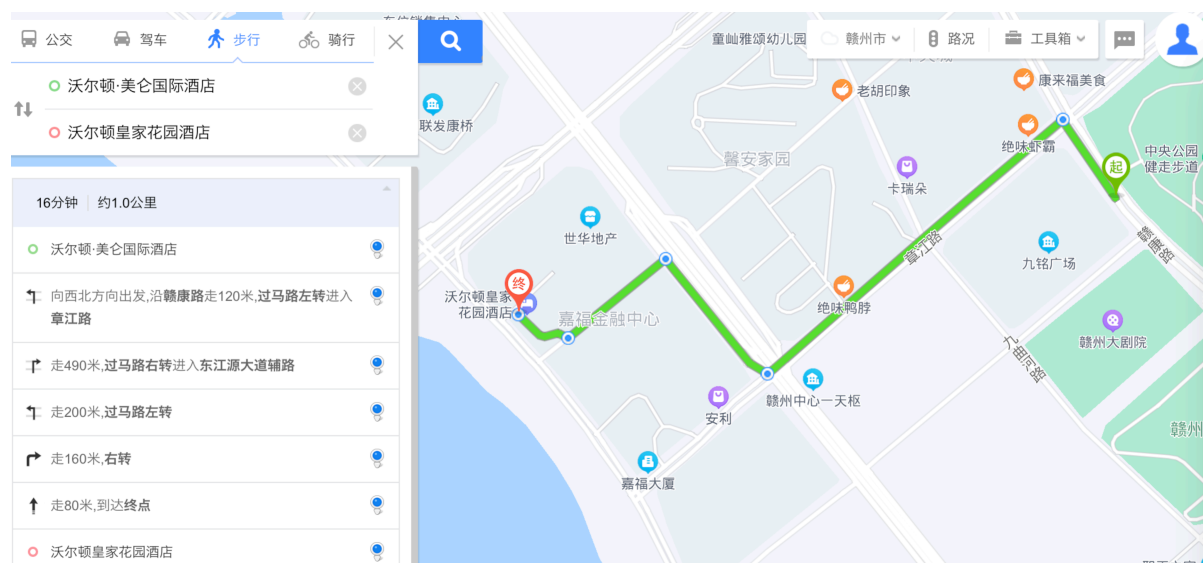 公交
驾车
步行
骑行
沃尔顿·美仑国际酒店
沃尔顿皇家花园酒店
16分钟 约1.0公里
沃尔顿·美仑国际酒店
向西北方向出发,沿赣康路走120米,过马路左转进入
章江路
走490米,过马路右转进入东江源大道辅路
走200米,过马路左转
走160米,右转
走80米,到达终点
沃尔顿皇家花园酒店
赣州市
路况
工具箱
童屾雅颂幼儿园
老胡印象
康来福美食
联发康桥
绝味虾霸
中央公园
健走步道
起
馨安家园
卡瑞朵
世华地产
章江路
赣康路
九铭广场
终
沃尔顿皇家
花园酒店
嘉福金融中心
绝味鸭脖
九曲河路
赣州大剧院
赣州中心一天枢
安利
赣州
嘉福大厦